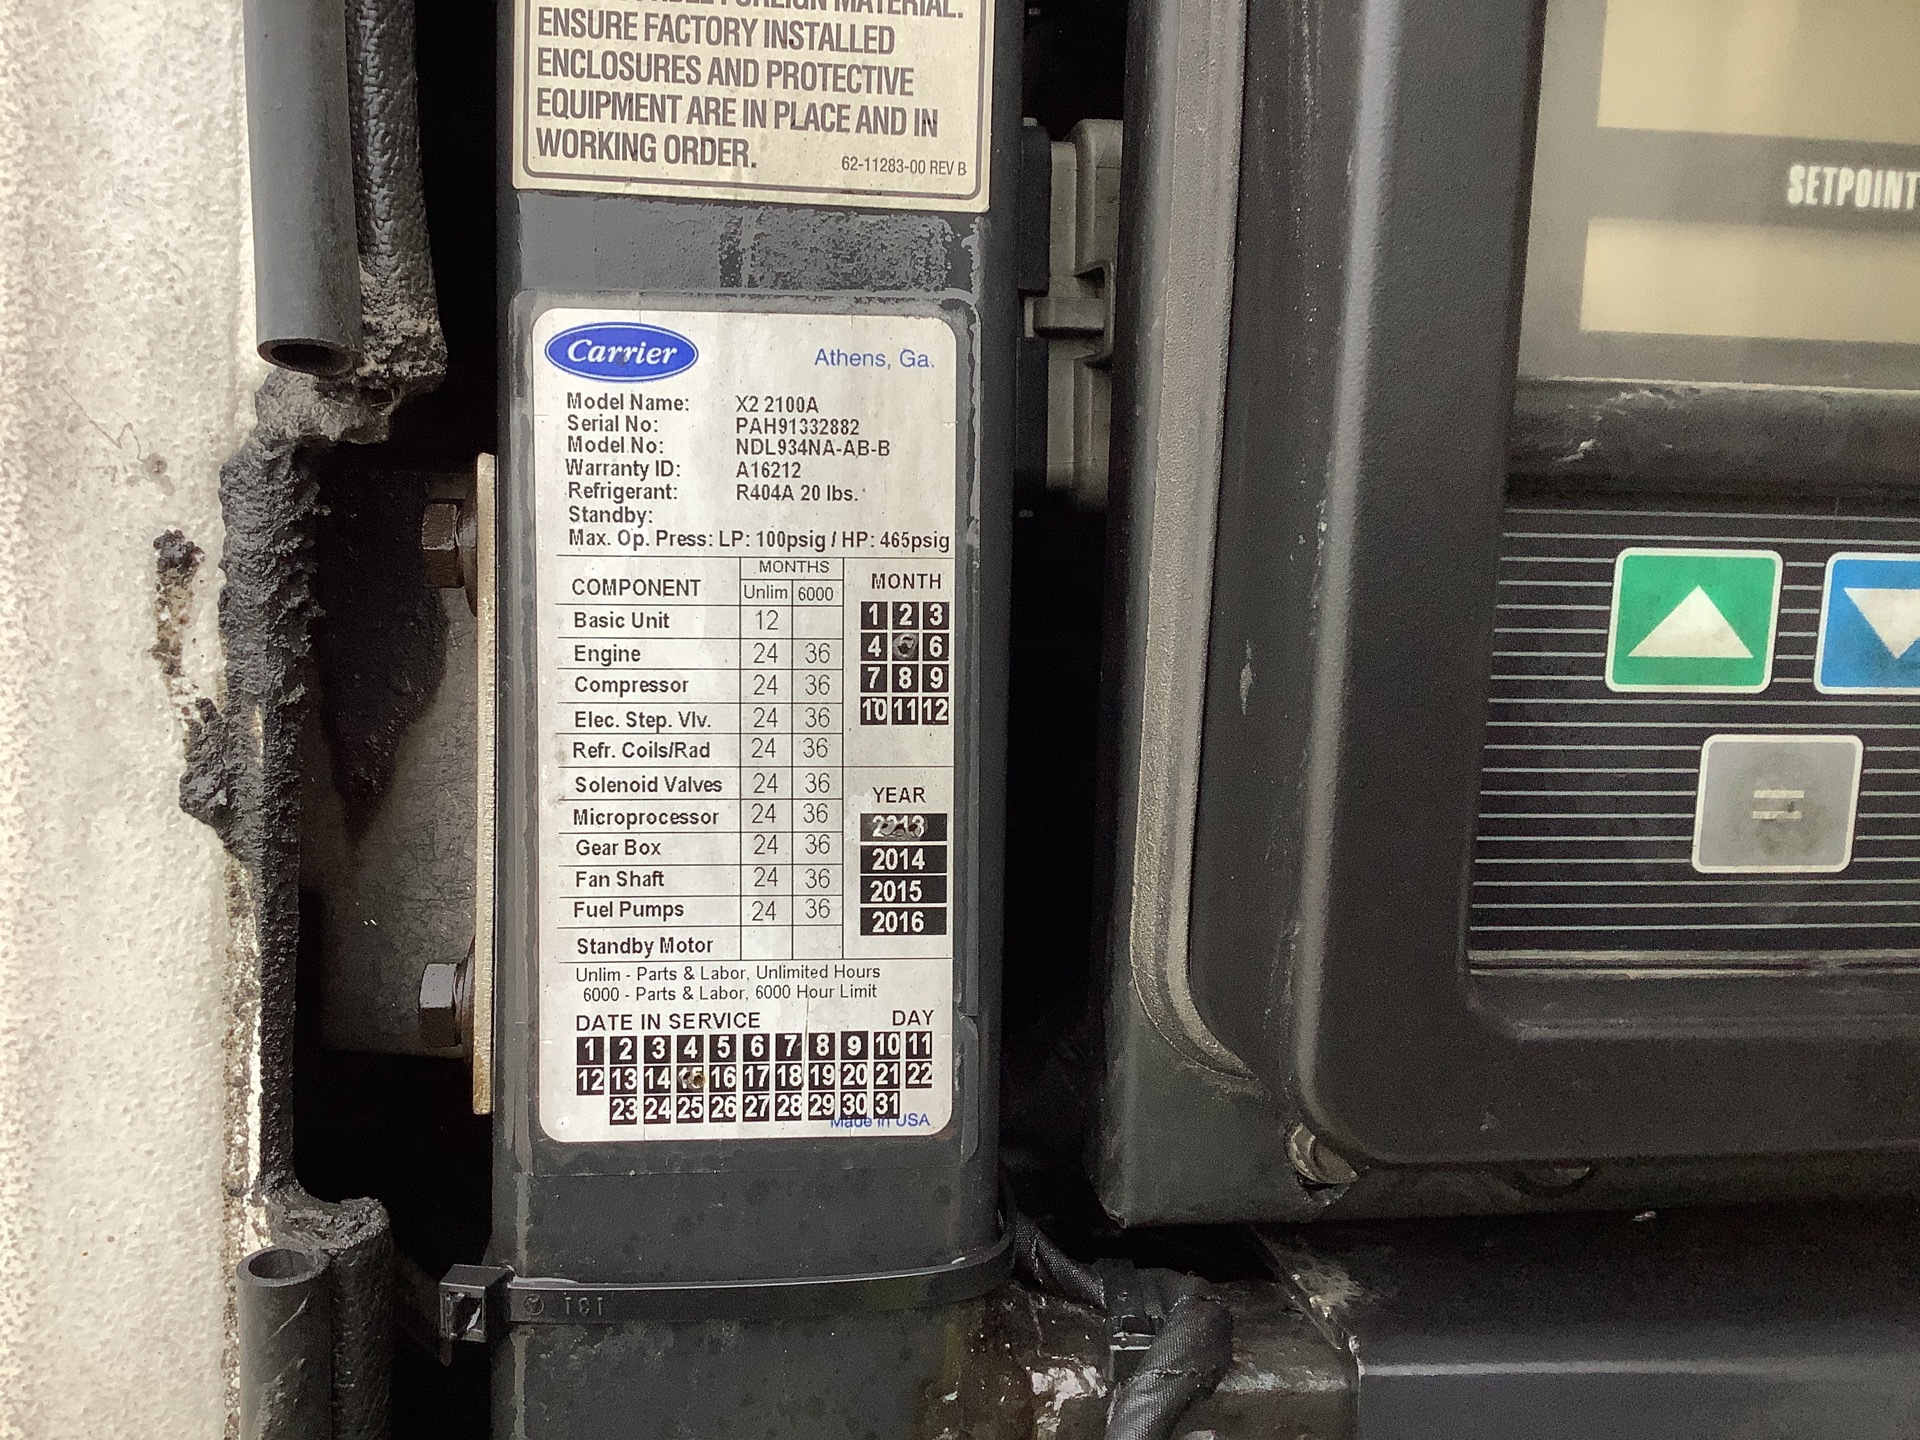 ENSURE FACTORY INSTALLED
ENCLOSURES AND PROTECTIVE
EQUIPMENT ARE IN PLACE AND IN
WORKING ORDER.
62-11283-00 REV B
SETPOINT
Carrier
Athens, Ga.
Model Name: X2 2100A
Serial No: PAH91332882
Model No: NDL934NA-AB-B
Warranty ID: A16212
Refrigerant: R404A 20 lbs.
Standby:
Max. Op. Press: LP: 100psig / HP: 465psig
COMPONENT MONTHS
Unlim 6000
Basic Unit 12
Engine 24 36
Compressor 24 36
Elec. Step. Vlv. 24 36
Refr. Coils/Rad 24 36
Solenoid Valves 24 36
Microprocessor 24 36
Gear Box 24 36
Fan Shaft 24 36
Fuel Pumps 24 36
Standby Motor
MONTH
1 2 3
4 6
7 8 9
10 11 12
YEAR
2013
2014
2015
2016
Unlim - Parts & Labor, Unlimited Hours
6000 - Parts & Labor, 6000 Hour Limit
DATE IN SERVICE DAY
1 2 3 4 5 6 7 8 9 10 11
12 13 14 15 16 17 18 19 20 21 22
23 24 25 26 27 28 29 30 31
Made in USA
=